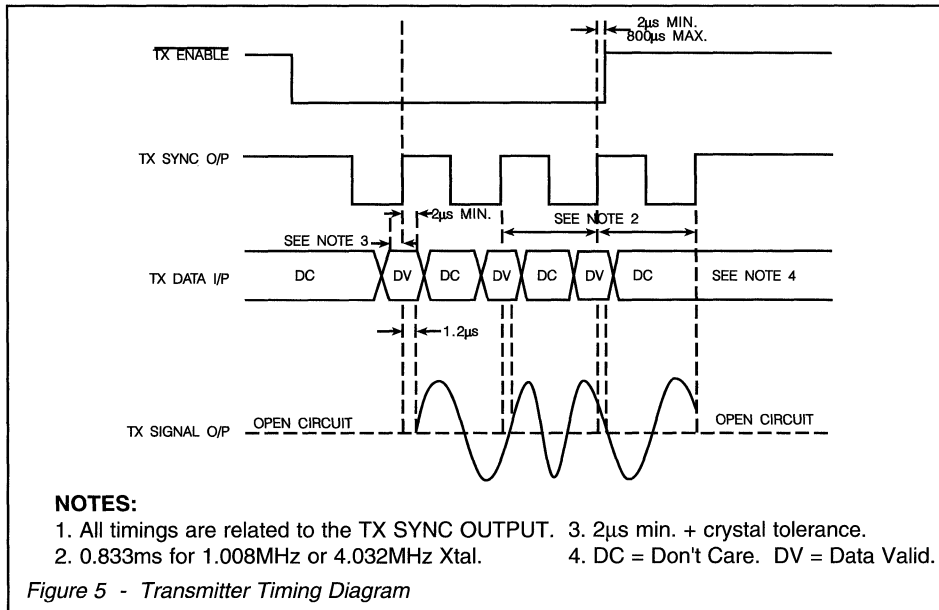 2µs MIN.
800µs MAX.
TX ENABLE
TX SYNC O/P
2µs MIN.
SEE NOTE 2
SEE NOTE 3
TX DATA I/P
DC
DV
DC
DV
DC
DV
DC
SEE NOTE 4
1.2µs
TX SIGNAL O/P
OPEN CIRCUIT
OPEN CIRCUIT
NOTES:
1. All timings are related to the TX SYNC OUTPUT.
2. 0.833ms for 1.008MHz or 4.032MHz Xtal.
3. 2µs min. + crystal tolerance.
4. DC = Don't Care. DV = Data Valid.
Figure 5 - Transmitter Timing Diagram